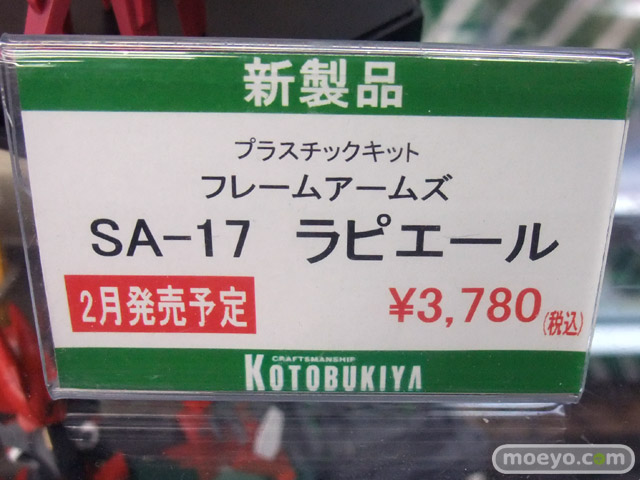 新製品
プラスチックキット
フレームアームズ
SA-17 ラピエール
2月発売予定
¥3,780(税込)
CRAFTSMANSHIP
KOTOBUKIYA
moeyo.com